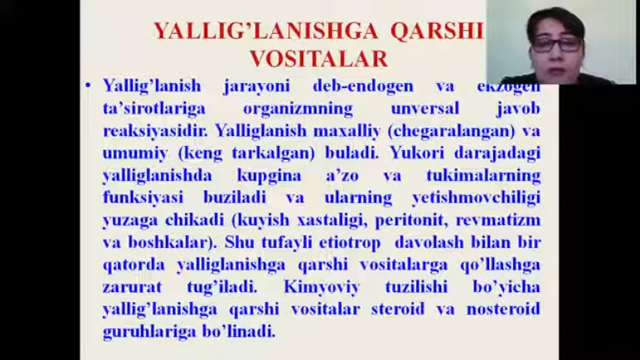 YALLIG’LANISHGA QARSHI
VOSITALAR
• Yallig’lanish jarayoni deb-endogen va ekzogen
ta’sirotlariga organizmning unversal javob
reaksiyasidir. Yalliglanish maxalliy (chegaralangan) va
umumiy (keng tarkalgan) buladi. Yukori darajadagi
yalliglanishda kupgina a’zo va tukimalarning
funksiyasi buziladi va ularning yetishmovchiligi
yuzaga chikadi (kuyish xastaligi, peritonit, revmatizm
va boshkalar). Shu tufayli etiotrop davolash bilan bir
qatorda yalliglanishga qarshi vositalarga qo’llashga
zarurat tug’iladi. Kimyoviy tuzilishi bo’yicha
yallig’lanishga qarshi vositalar steroid va nosteroid
guruhlariga bo’linadi.